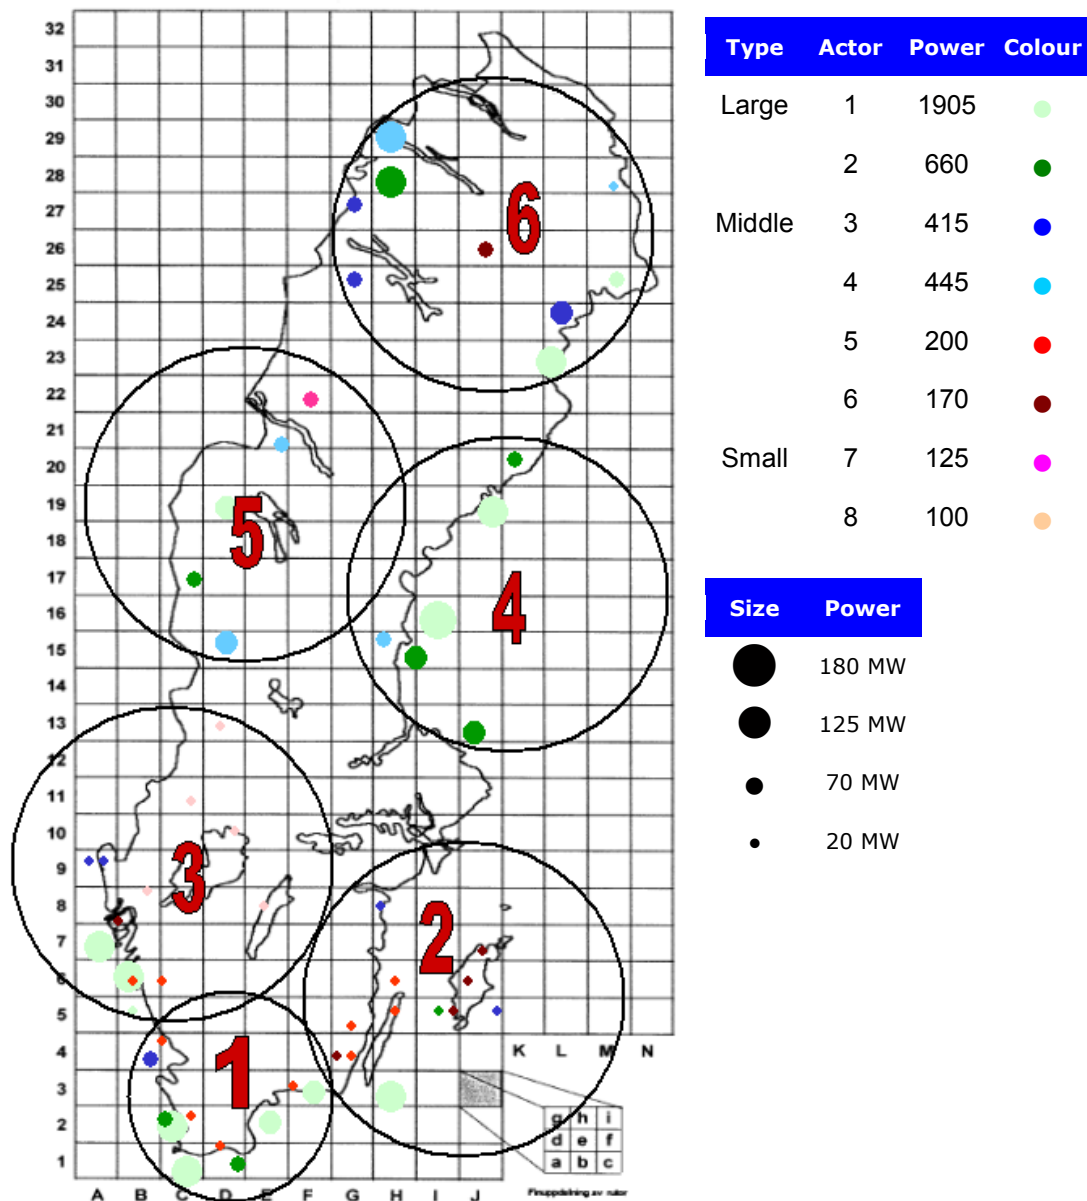 32
31
30
29
28
27
26
25
24
23
22
21
20
19
18
17
16
15
14
13
12
11
10
9
8
7
6
5
4
3
2
1
A B C D E F G H I J
K L M N
6
5
4
3
2
1
g h i
d e f
a b c
Finuppdelning av rutor
Type Actor Power Colour
Large 1 1905
2 660
Middle 3 415
4 445
5 200
6 170
Small 7 125
8 100
Size Power
180 MW
125 MW
70 MW
20 MW